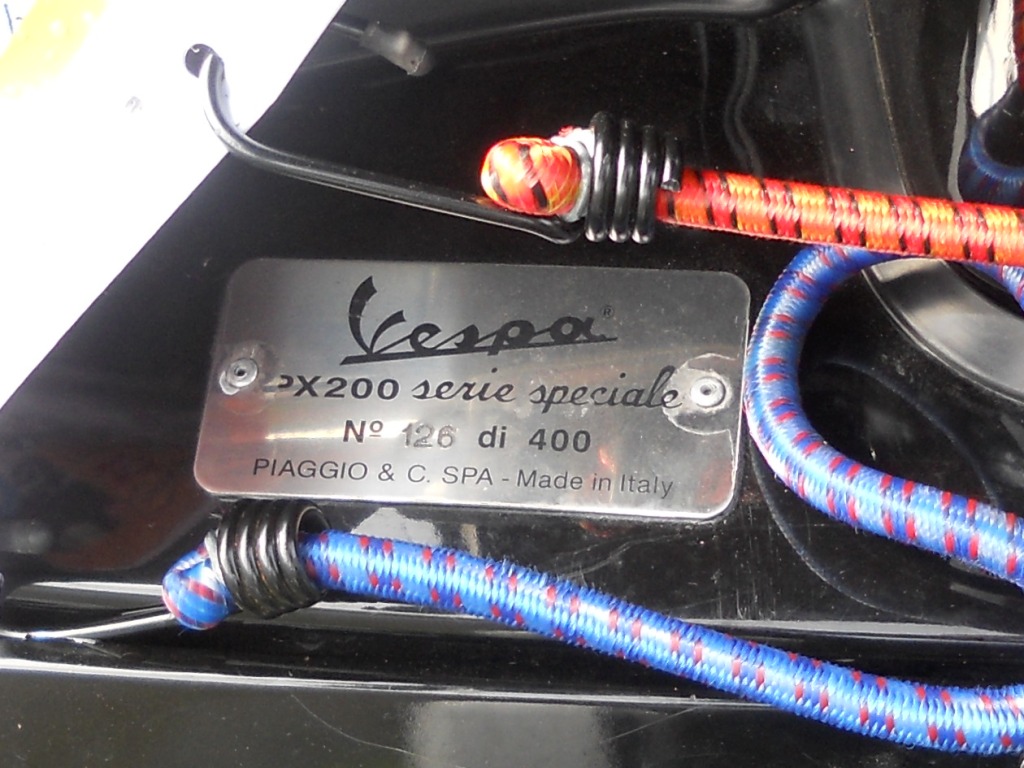 Vespa®
PX200 serie speciale
Nº 126 di 400
PIAGGIO & C. SPA - Made in Italy